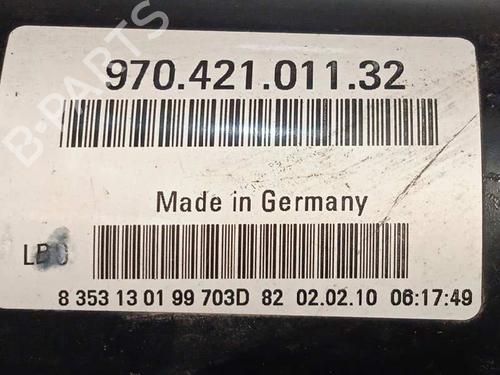 970.421.011.32
B-PARTS
Made in Germany
8 353 13 01 99 703D 82 02.02.10 06:17:49